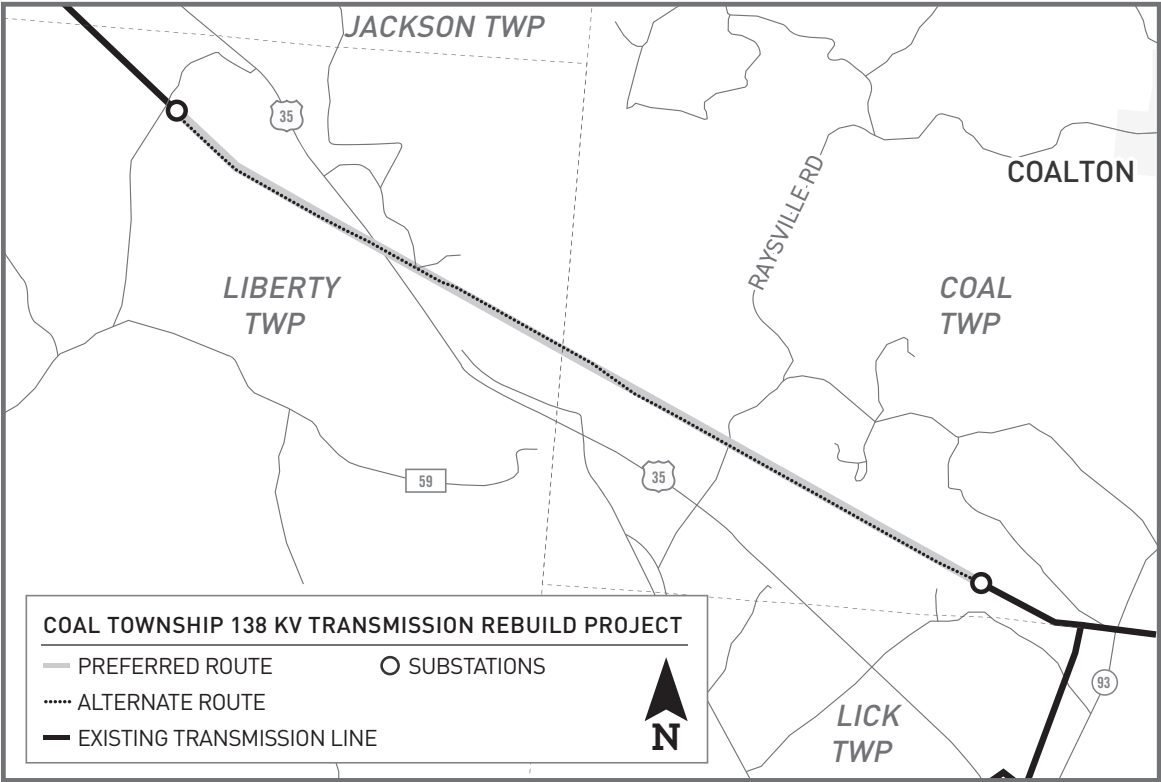 JACKSON TWP
35
COALTON
RAYSVILLE RD
LIBERTY
TWP
COAL
TWP
59
35
COAL TOWNSHIP 138 KV TRANSMISSION REBUILD PROJECT
PREFERRED ROUTE
SUBSTATIONS
ALTERNATE ROUTE
EXISTING TRANSMISSION LINE
N
93
LICK
TWP